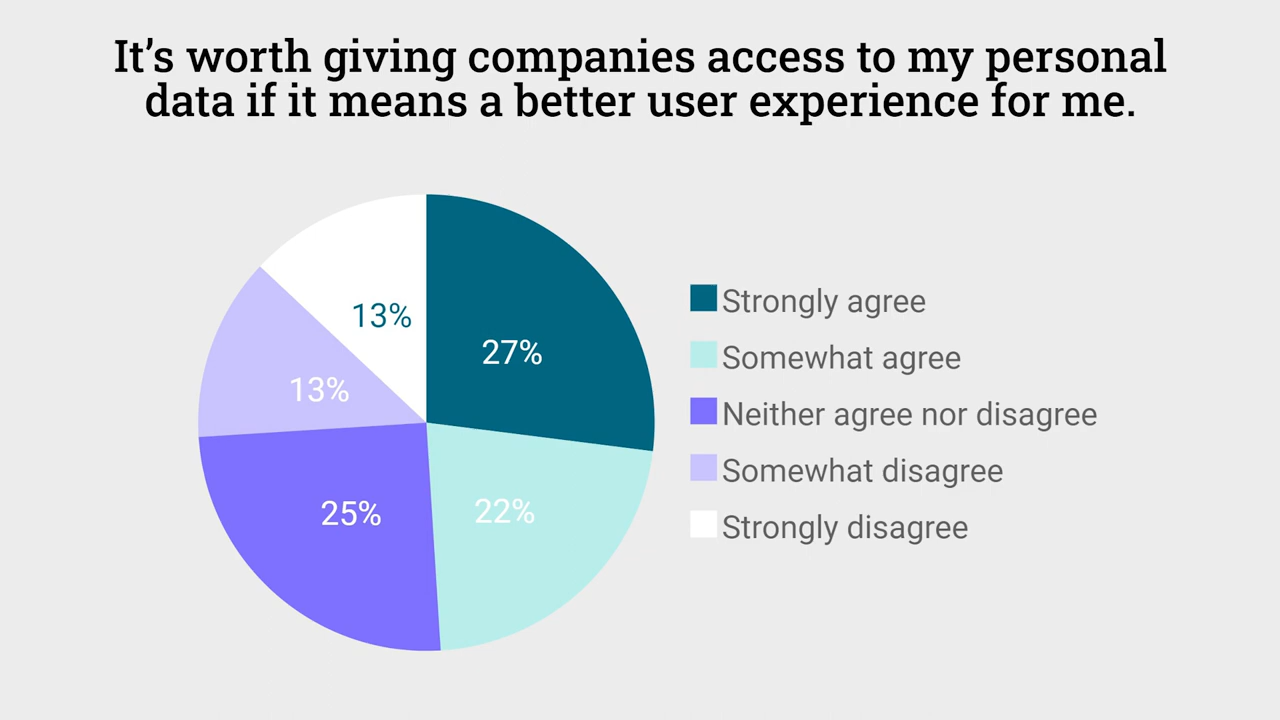 It’s worth giving companies access to my personal
data if it means a better user experience for me.
13%
27%
13%
25%
22%
Strongly agree
Somewhat agree
Neither agree nor disagree
Somewhat disagree
Strongly disagree